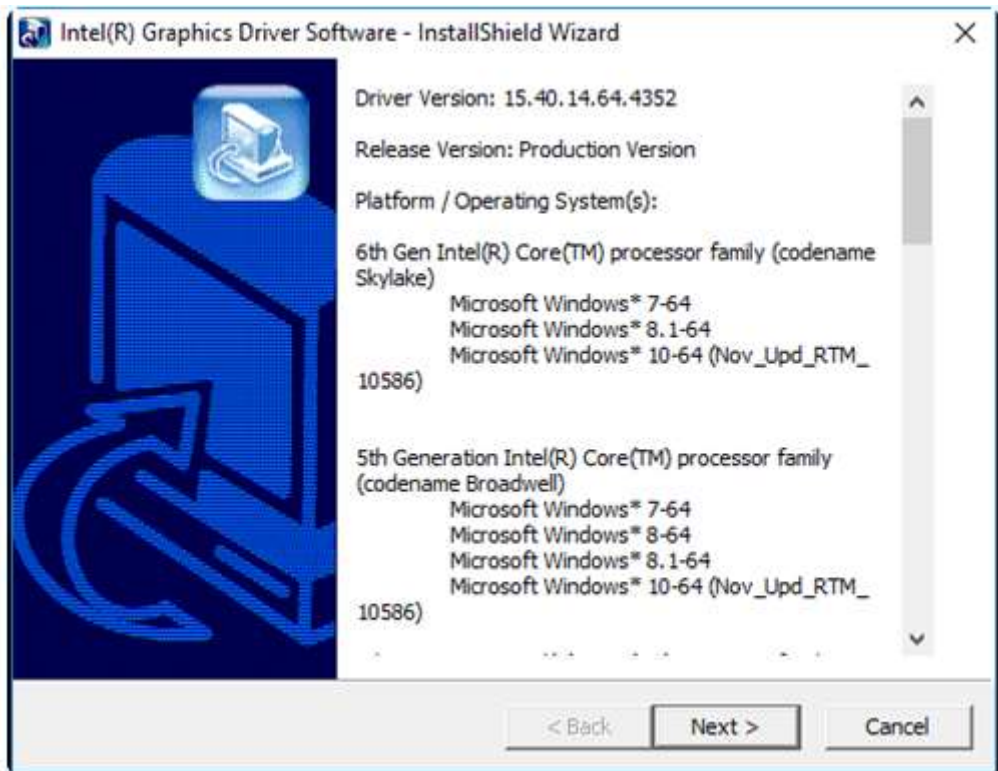 Intel(R) Graphics Driver Software - InstallShield Wizard
Driver Version: 15.40.14.64.4352
Release Version: Production Version
Platform / Operating System(s):
6th Gen Intel(R) Core(TM) processor family (codename
Skylake)
Microsoft Windows* 7-64
Microsoft Windows* 8.1-64
Microsoft Windows* 10-64 (Nov_Upd_RTM_
10586)
5th Generation Intel(R) Core(TM) processor family
(codename Broadwell)
Microsoft Windows* 7-64
Microsoft Windows* 8-64
Microsoft Windows* 8.1-64
Microsoft Windows* 10-64 (Nov_Upd_RTM_
10586)
< Back
Next >
Cancel